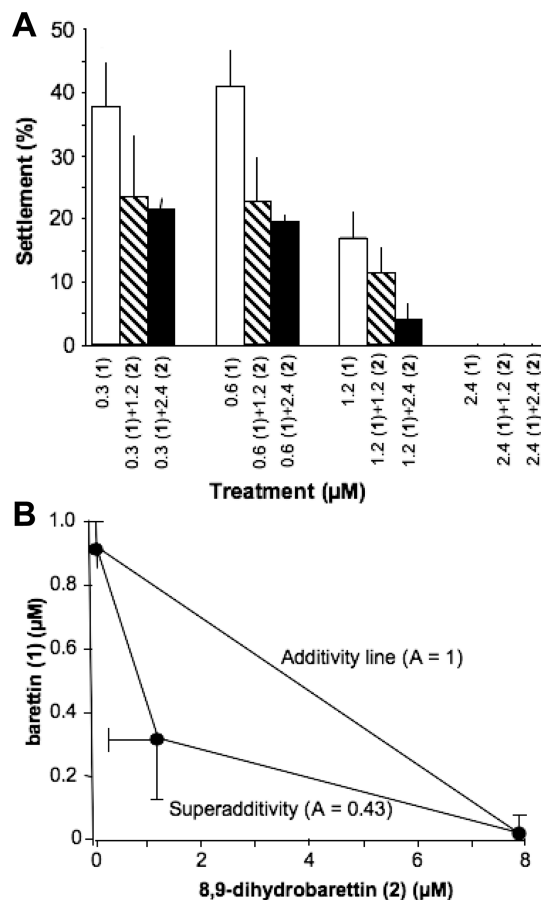 A
50
40
30
20
10
0
Settlement (%)
0.3 (1)
0.3 (1)+1.2 (2)
0.3 (1)+2.4 (2)
0.6 (1)
0.6 (1)+1.2 (2)
0.6 (1)+2.4 (2)
1.2 (1)
1.2 (1)+1.2 (2)
1.2 (1)+2.4 (2)
2.4 (1)
2.4 (1)+1.2 (2)
2.4 (1)+2.4 (2)
Treatment (µM)
B
1.0
0.8
0.6
0.4
0.2
0
barettin (1) (µM)
Additivity line (A = 1)
Superadditivity (A = 0.43)
0 2 4 6 8
8,9-dihydrobarettin (2) (µM)